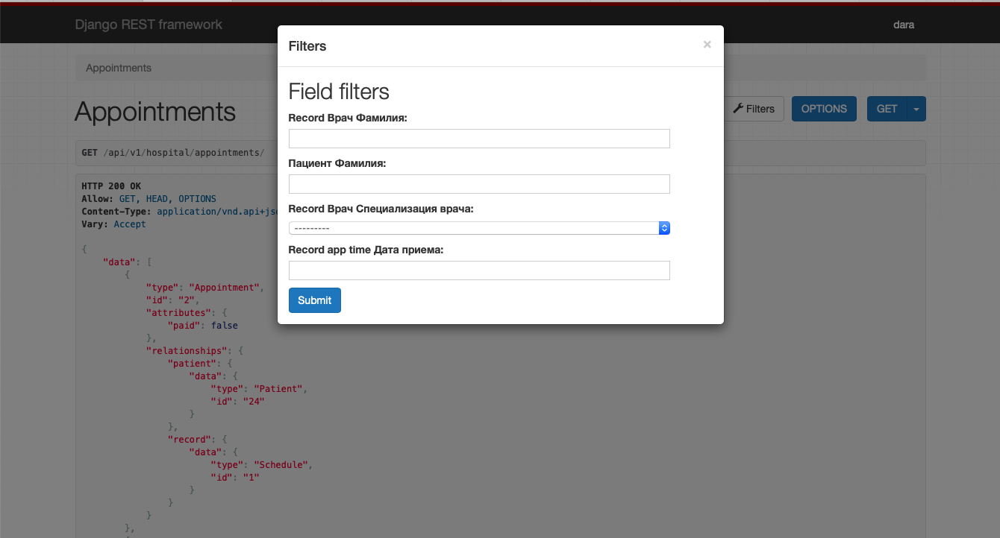 Django REST framework
dara
Filters
×
Appointments
Field filters
Appointments
Filters
OPTIONS
GET
Record Врач Фамилия:
GET /api/v1/hospital/appointments/
Пациент Фамилия:
HTTP 200 OK
Allow: GET, HEAD, OPTIONS
Content-Type: application/vnd.api+jso
Vary: Accept
Record Врач Специализация врача:
---------
Record app time Дата приема:
Submit
{
"data": [
{
"type": "Appointment",
"id": "2",
"attributes": {
"paid": false
},
"relationships": {
"patient": {
"data": {
"type": "Patient",
"id": "24"
}
},
"record": {
"data": {
"type": "Schedule",
"id": "1"
}
}
}
},